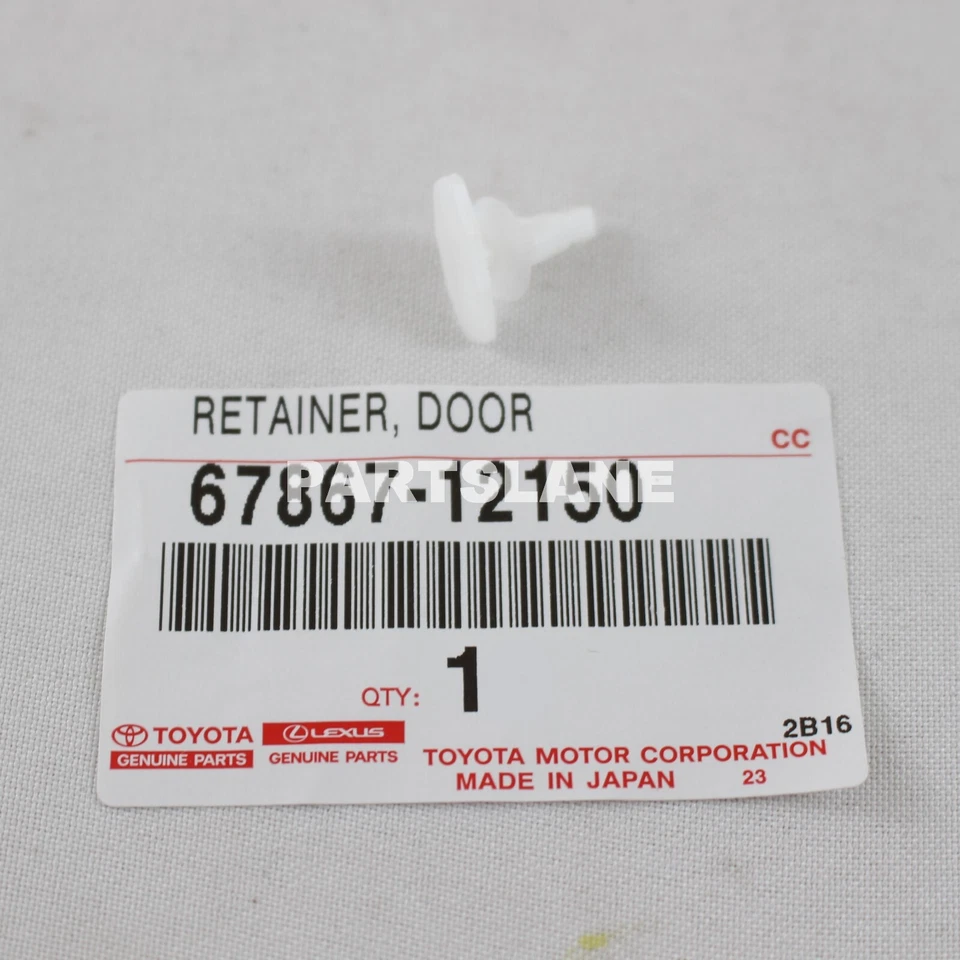 RETAINER, DOOR
CC
67867-12150
PARTSLANE
QTY: 1
2B16
TOYOTA
GENUINE PARTS
LEXUS
GENUINE PARTS
TOYOTA MOTOR CORPORATION
MADE IN JAPAN 23